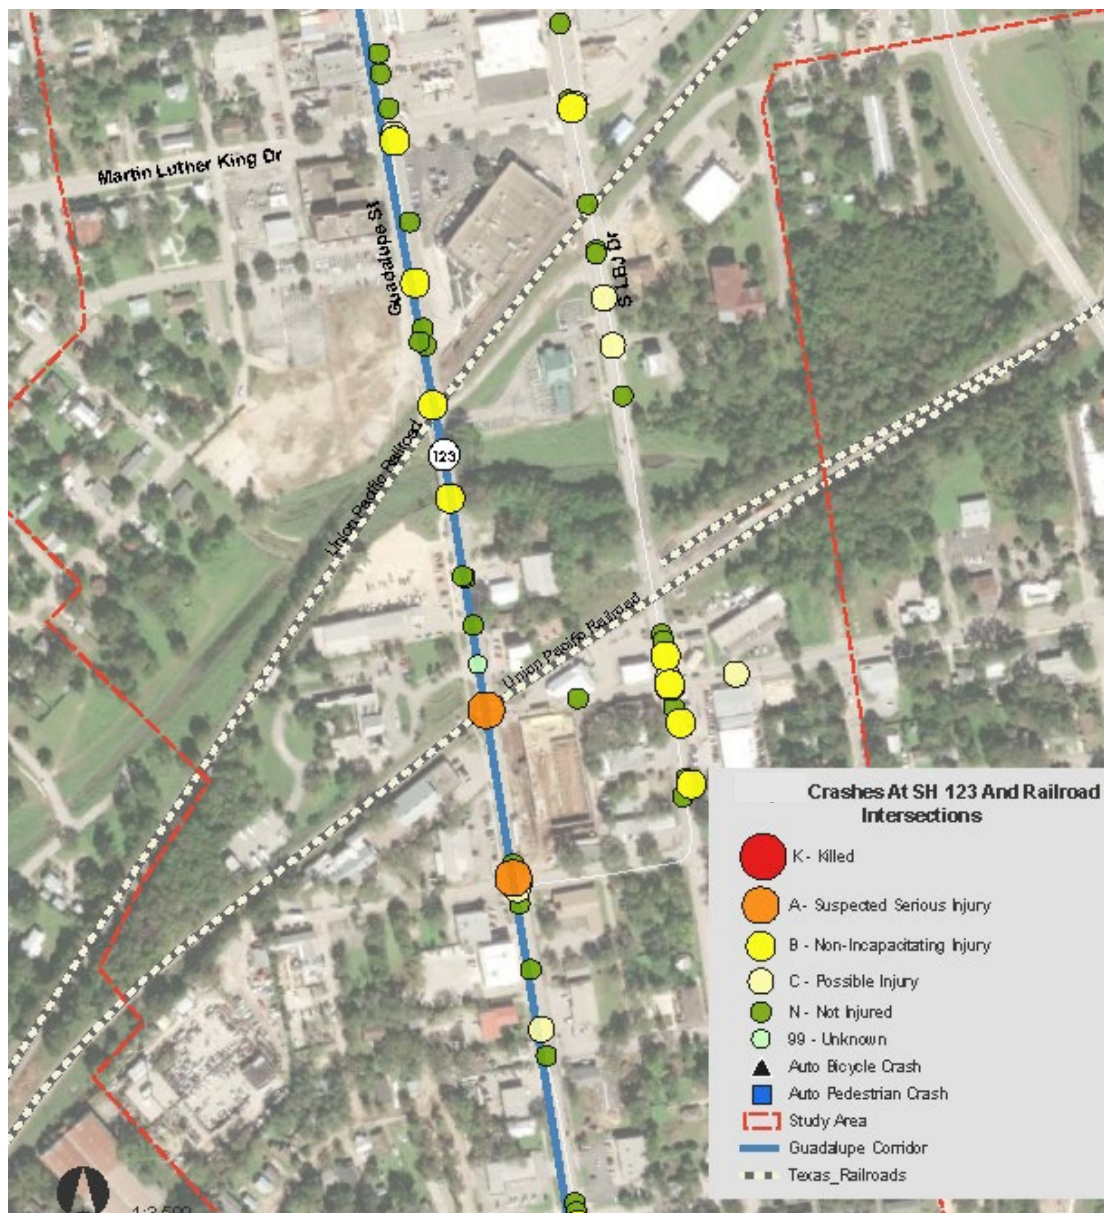 Martin Luther King Dr
Guadalupe St
S LBJ Dr
Union Pacific Railroad
123
Union Pacific Railroad
Crashes At SH 123 And Railroad
Intersections
K - Killed
A - Suspected Serious Injury
B - Non-Incapacitating Injury
C - Possible Injury
N - Not Injured
99 - Unknown
Auto Bicycle Crash
Auto Pedestrian Crash
Study Area
Guadalupe Corridor
Texas_Railroads